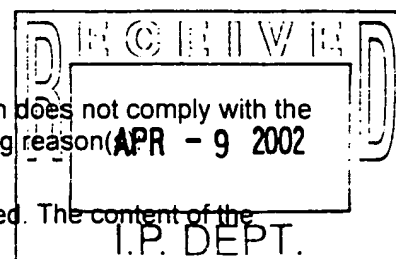 RECEIVED
n does not comply with the
g reason(
APR - 9 2002
ed. The content of the
I.P. DEPT.